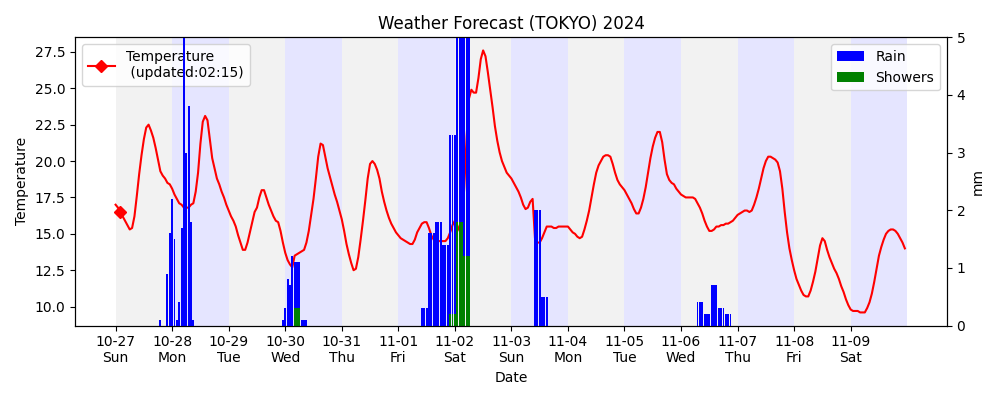 Weather Forecast (TOKYO) 2024
Temperature
(updated:02:15)
Rain
Showers
Temperature
27.5
25.0
22.5
20.0
17.5
15.0
12.5
10.0
5
4
3
2
1
0
mm
10-27 10-28 10-29 10-30 10-31 11-01 11-02 11-03 11-04 11-05 11-06 11-07 11-08 11-09
Sun Mon Tue Wed Thu Fri Sat Sun Mon Tue Wed Thu Fri Sat
Date